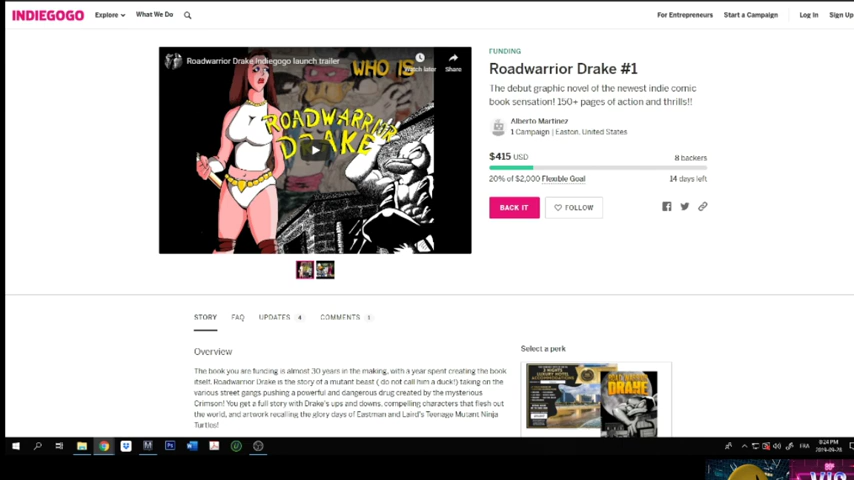 INDIEGOGO
Explore
What We Do
For Entrepreneurs
Start a Campaign
Log In
Sign Up
Roadwarrior Drake Indiegogo launch trailer
Watch later
Share
WHO IS
ROADWARRIOR
DRAKE
FUNDING
Roadwarrior Drake #1
The debut graphic novel of the newest indie comic
book sensation! 150+ pages of action and thrills!!
Alberto Martinez
1 Campaign | Easton, United States
$415 USD
8 backers
20% of $2,000 Flexible Goal
14 days left
BACK IT
FOLLOW
STORY
FAQ
UPDATES 4
COMMENTS 1
Overview
The book you are funding is almost 30 years in the making, with a year spent creating the book
itself. Roadwarrior Drake is the story of a mutant beast ( do not call him a duck!) taking on the
various street gangs pushing a powerful and dangerous drug created by the mysterious
Crimson! You get a full story with Drake's ups and downs, compelling characters that flesh out
the world, and artwork recalling the glory days of Eastman and Laird's Teenage Mutant Ninja
Turtles!
Select a perk
DRAKE
FRA
8:24 PM
2019-09-28